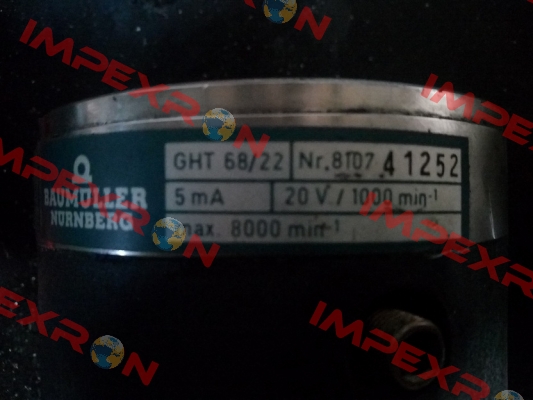 IMPEXRON
IMPEXRON
IMPEXRON
BAUMÜLLER
NÜRNBERG
GHT 68/22
Nr. 8107 41252
5 mA
20 V / 1000 min-1
max. 8000 min-1
IMPEXRON
IMPEXRON
IMPEXRON